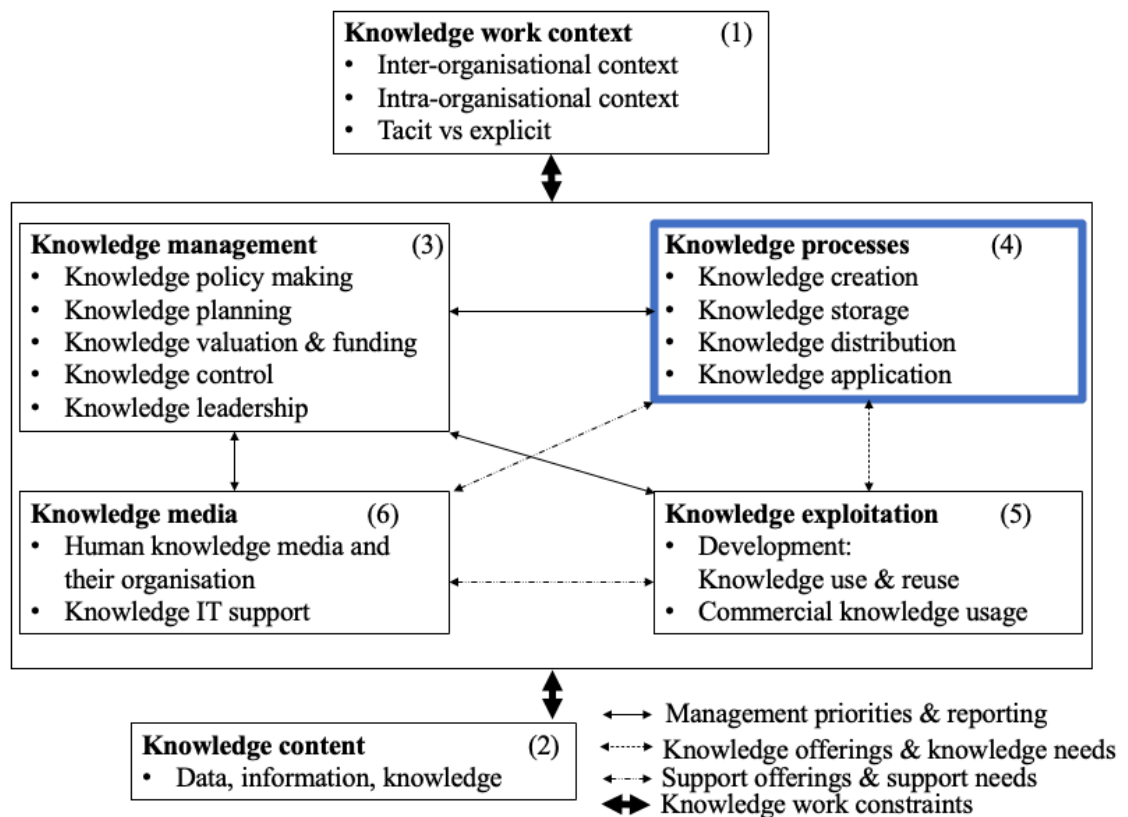 Knowledge work context (1)
• Inter-organisational context
• Intra-organisational context
• Tacit vs explicit
Knowledge management (3)
• Knowledge policy making
• Knowledge planning
• Knowledge valuation & funding
• Knowledge control
• Knowledge leadership
Knowledge processes (4)
• Knowledge creation
• Knowledge storage
• Knowledge distribution
• Knowledge application
Knowledge media (6)
• Human knowledge media and
their organisation
• Knowledge IT support
Knowledge exploitation (5)
• Development:
Knowledge use & reuse
• Commercial knowledge usage
Knowledge content (2)
• Data, information, knowledge
Management priorities & reporting
Knowledge offerings & knowledge needs
Support offerings & support needs
Knowledge work constraints